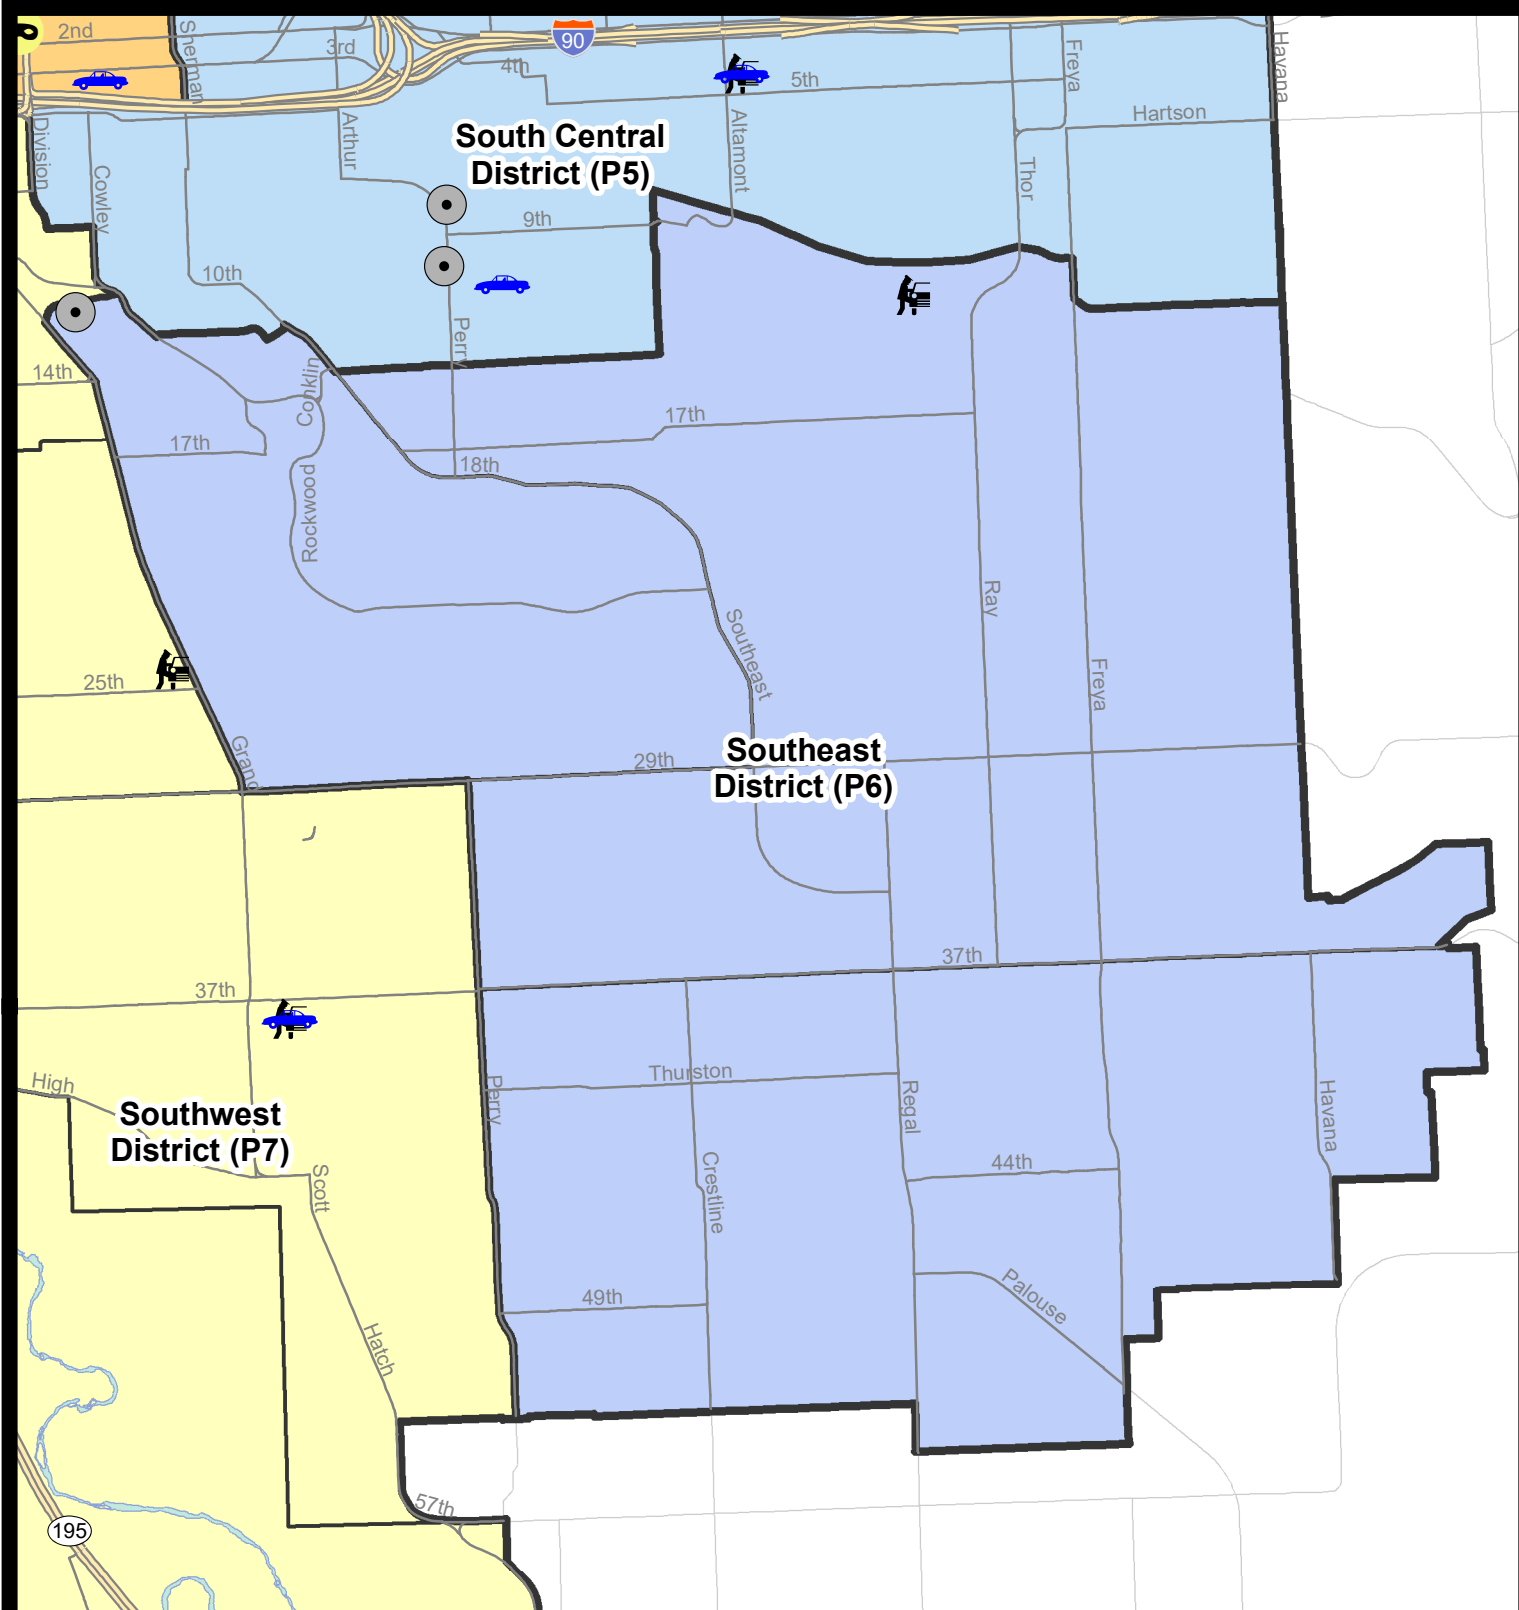 2nd
Sherman
3rd
90
4th
5th
Freya
Havana
Hartson
Division
Arthur
Altamont
South Central
District (P5)
Cowley
Thor
9th
10th
Perry
14th
Conklin
17th
17th
18th
Rockwood
Ray
Southeast
25th
Freya
Grand
29th
Southeast
District (P6)
37th
37th
High
Thurston
Perry
Regal
Havana
Southwest
District (P7)
44th
Scott
Crestline
49th
Palouse
Hatch
57th
195